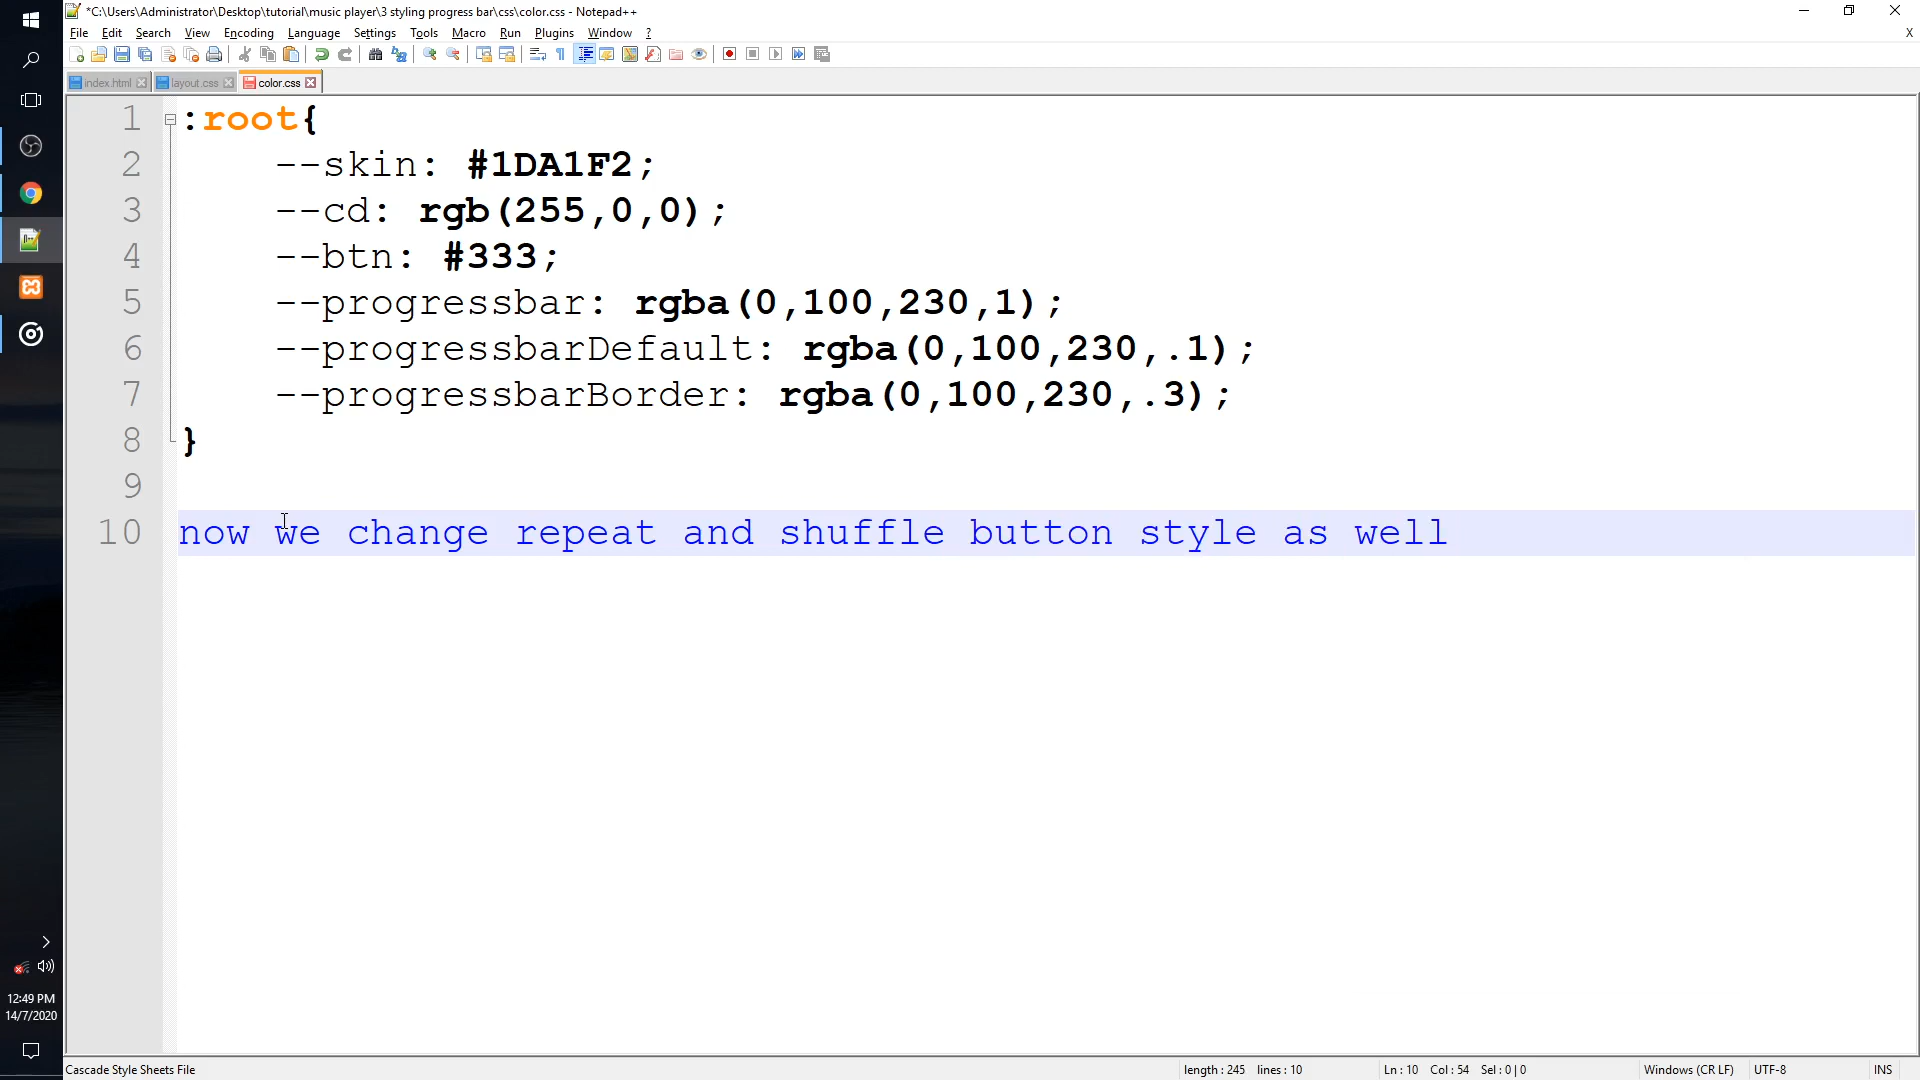 *C:\Users\Administrator\Desktop\tutorial\music player\3 styling progress bar\css\color.css - Notepad++
File Edit Search View Encoding Language Settings Tools Macro Run Plugins Window ? X
index.html layout.css color.css
1 :root{
2 --skin: #1DA1F2;
3 --cd: rgb(255,0,0);
4 --btn: #333;
5 --progressbar: rgba(0,100,230,1);
6 --progressbarDefault: rgba(0,100,230,.1);
7 --progressbarBorder: rgba(0,100,230,.3);
8 }
9
10 now we change repeat and shuffle button style as well
12:49 PM
14/7/2020
Cascade Style Sheets File length : 245 lines : 10 Ln : 10 Col : 54 Sel : 0 | 0 Windows (CR LF) UTF-8 INS